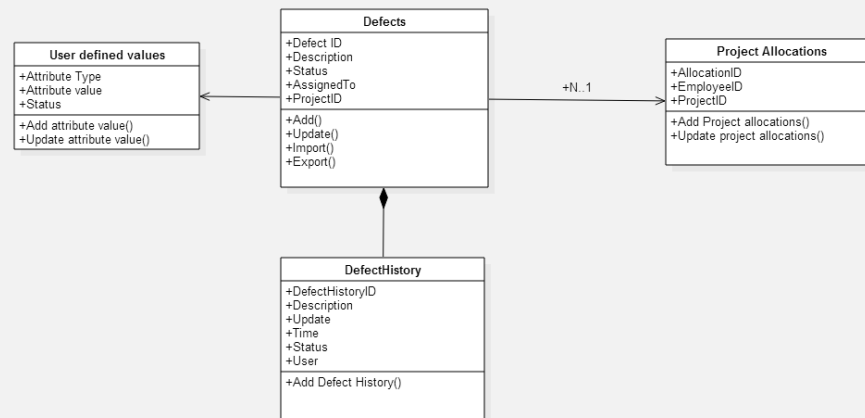 Defects
+Defect ID
+Description
+Status
+AssignedTo
+ProjectID
+Add()
+Update()
+Import()
+Export()
User defined values
+Attribute Type
+Attribute value
+Status
+Add attribute value()
+Update attribute value()
+N..1
Project Allocations
+AllocationID
+EmployeeID
+ProjectID
+Add Project allocations()
+Update project allocations()
DefectHistory
+DefectHistoryID
+Description
+Update
+Time
+Status
+User
+Add Defect History()